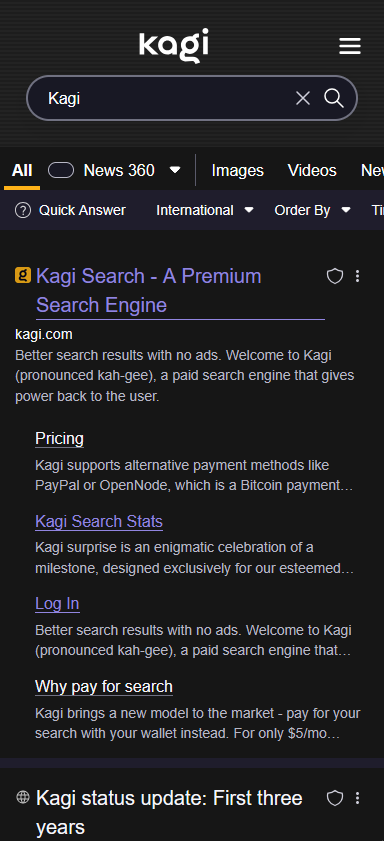 kagi
Kagi
All
News 360
Images
Videos
New
? Quick Answer
International
Order By
Ti
g Kagi Search - A Premium
Search Engine
kagi.com
Better search results with no ads. Welcome to Kagi
(pronounced kah-gee), a paid search engine that gives
power back to the user.
Pricing
Kagi supports alternative payment methods like
PayPal or OpenNode, which is a Bitcoin payment…
Kagi Search Stats
Kagi surprise is an enigmatic celebration of a
milestone, designed exclusively for our esteemed…
Log In
Better search results with no ads. Welcome to Kagi
(pronounced kah-gee), a paid search engine that…
Why pay for search
Kagi brings a new model to the market - pay for your
search with your wallet instead. For only $5/mo…
Kagi status update: First three
years